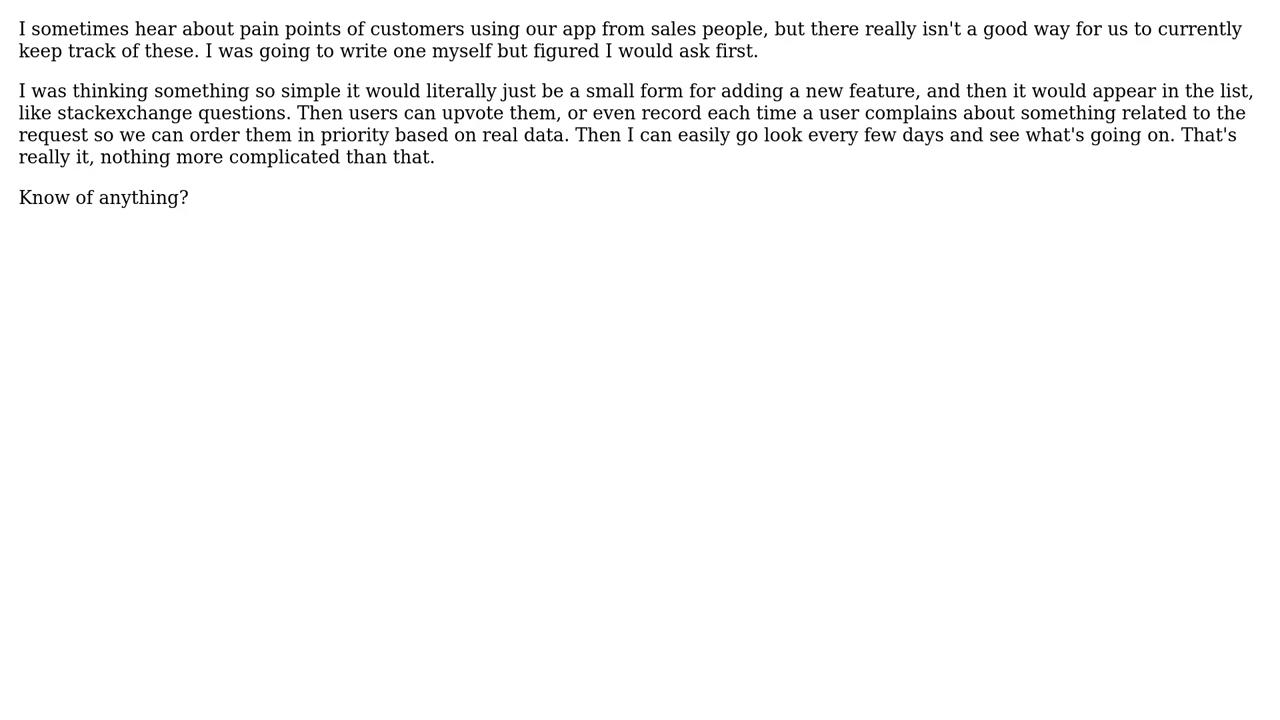 I sometimes hear about pain points of customers using our app from sales people, but there really isn't a good way for us to currently
keep track of these. I was going to write one myself but figured I would ask first.
I was thinking something so simple it would literally just be a small form for adding a new feature, and then it would appear in the list,
like stackexchange questions. Then users can upvote them, or even record each time a user complains about something related to the
request so we can order them in priority based on real data. Then I can easily go look every few days and see what's going on. That's
really it, nothing more complicated than that.
Know of anything?